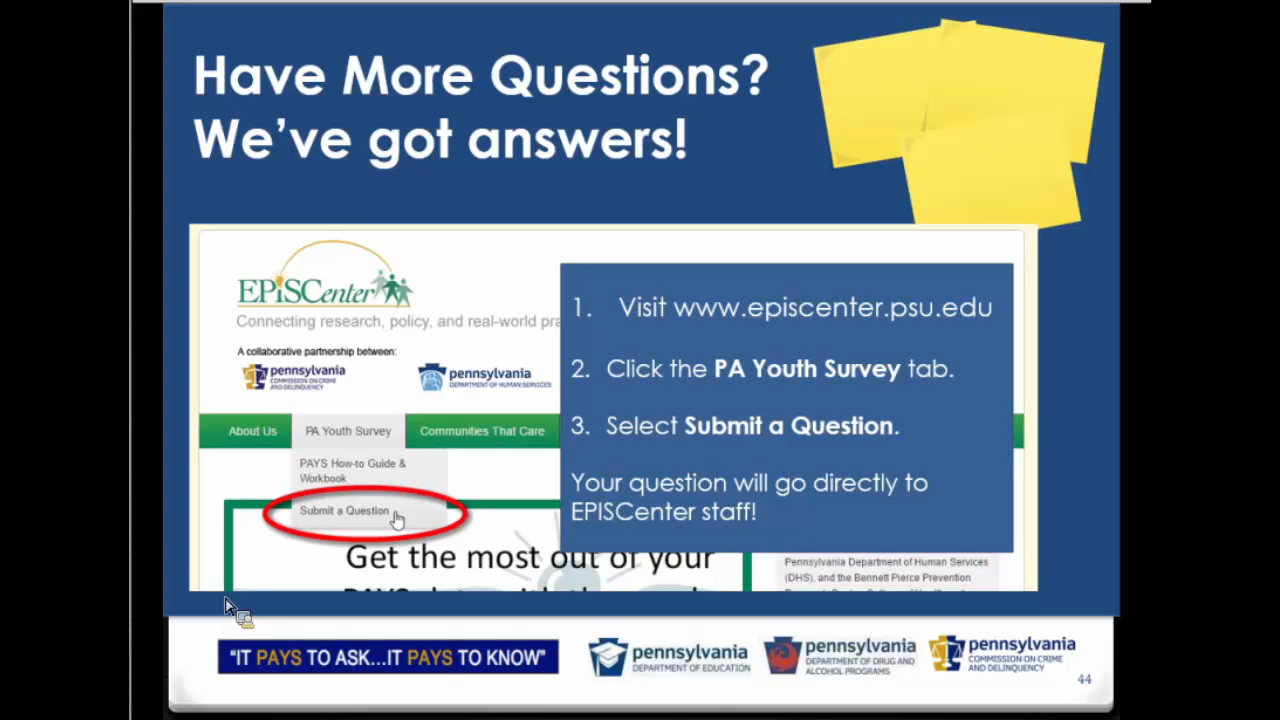 Have More Questions?
We've got answers!
EPiSCenter
Connecting research, policy, and real-world
A collaborative partnership between:
pennsylvania
COMMISSION ON CRIME
AND DELINQUENCY
pennsylvania
DEPARTMENT OF HUMAN SERVICES
About Us
PA Youth Survey
Communities That Care
PAYS How-to Guide &
Workbook
Submit a Question
Get the most out of your
1. Visit www.episcenter.psu.edu
2. Click the PA Youth Survey tab.
3. Select Submit a Question.
Your question will go directly to
EPISCenter staff!
Pennsylvania Department of Human Services
(DHS), and the Bennett Pierce Prevention
"IT PAYS TO ASK...IT PAYS TO KNOW"
pennsylvania
DEPARTMENT OF EDUCATION
pennsylvania
DEPARTMENT OF DRUG AND
ALCOHOL PROGRAMS
pennsylvania
COMMISSION ON CRIME
AND DELINQUENCY
44